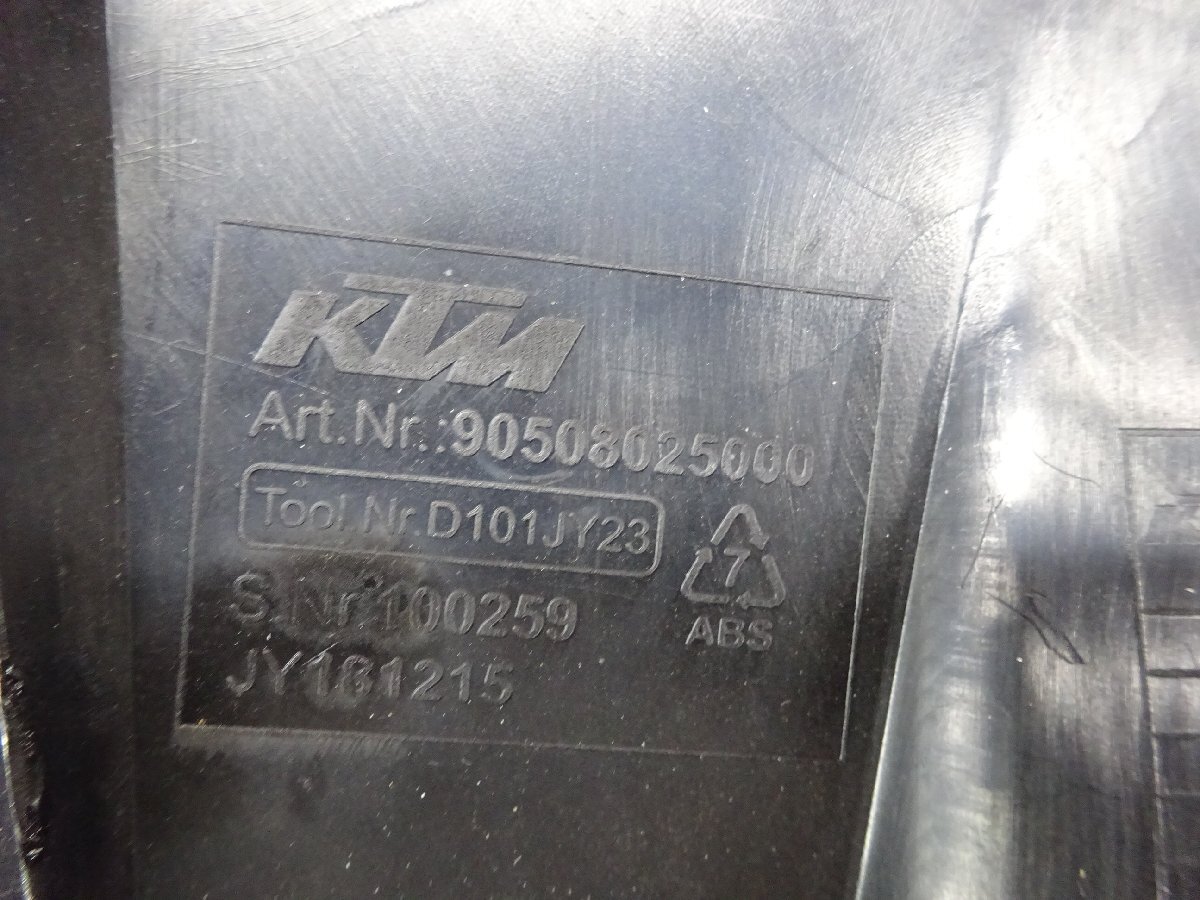 KTM
Art.Nr.:90508025000
Tool.Nr.D101JY23
7
S.Nr.100259
ABS
JY181215